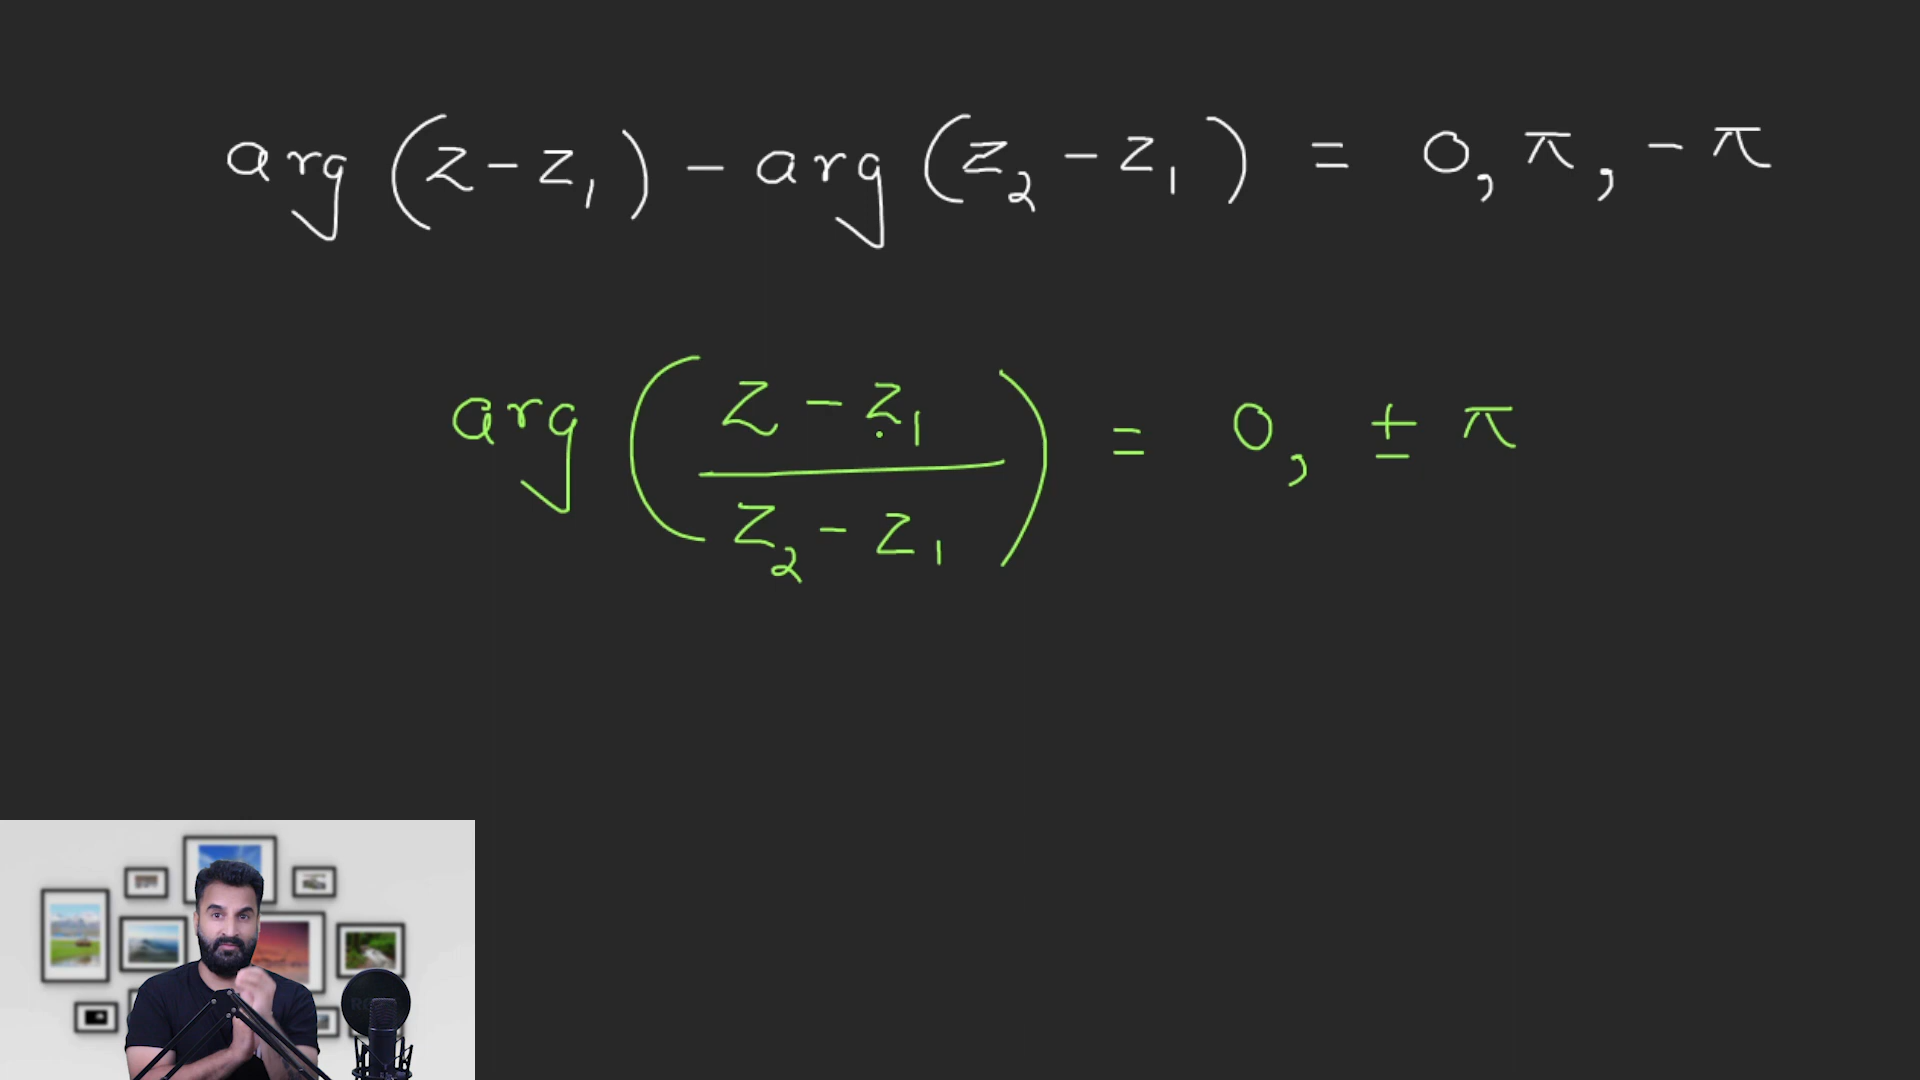 arg (z - z₁) - arg (z₂ - z₁) = 0, π, - π
arg (
z - z₁
z₂ - z₁
) = 0, ± π